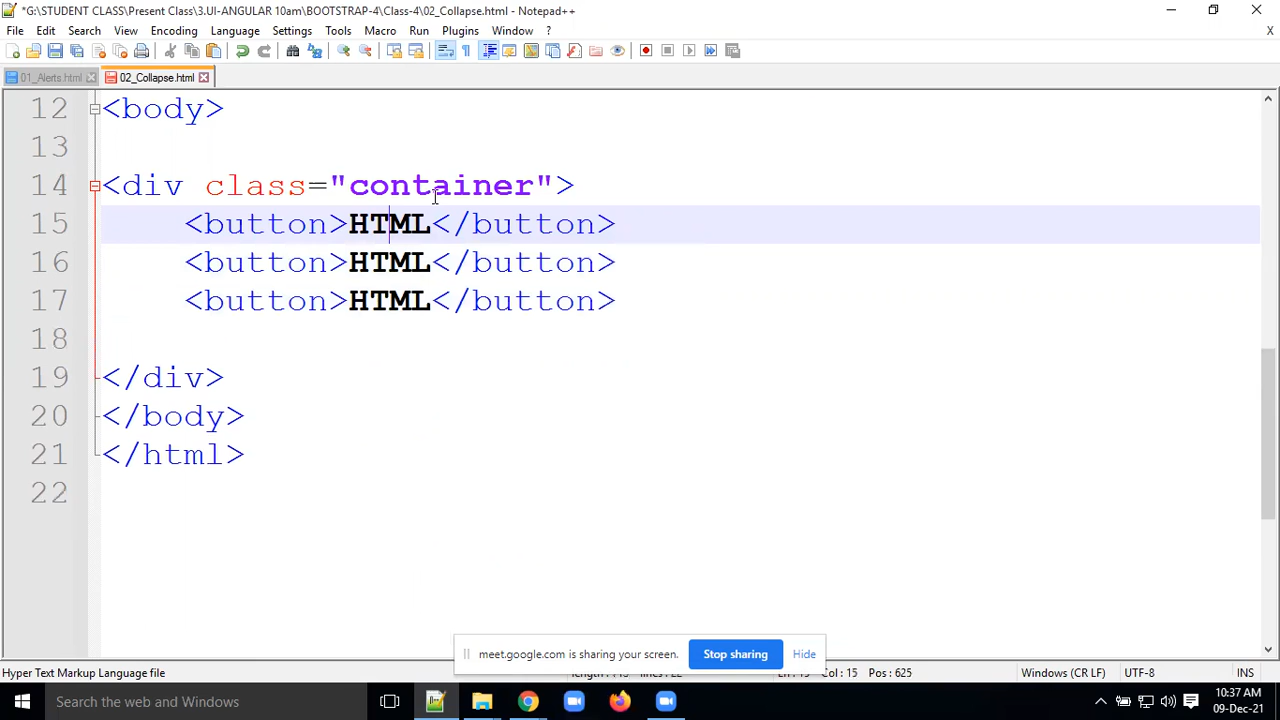 *G:\STUDENT CLASS\Present Class\3.UI-ANGULAR 10am\BOOTSTRAP-4\Class-4\02_Collapse.html - Notepad++
File Edit Search View Encoding Language Settings Tools Macro Run Plugins Window ? X
01_Alerts.html 02_Collapse.html
12 <body>
13
14 <div class="container">
15 <button>HTML</button>
16 <button>HTML</button>
17 <button>HTML</button>
18
19 </div>
20 </body>
21 </html>
22
meet.google.com is sharing your screen. Stop sharing Hide
Hyper Text Markup Language file Col : 15 Pos : 625 Windows (CR LF) UTF-8 INS
Type here to search
10:37 AM
09-Dec-21